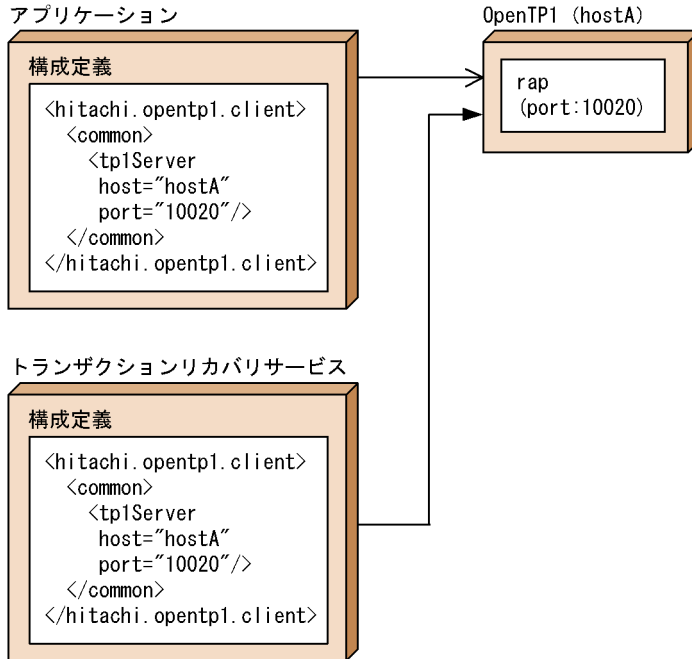 アプリケーション
構成定義
<hitachi.opentp1.client>
<common>
<tp1Server
host="hostA"
port="10020"/>
</common>
</hitachi.opentp1.client>
OpenTP1 (hostA)
rap
(port:10020)
トランザクションリカバリサービス
構成定義
<hitachi.opentp1.client>
<common>
<tp1Server
host="hostA"
port="10020"/>
</common>
</hitachi.opentp1.client>